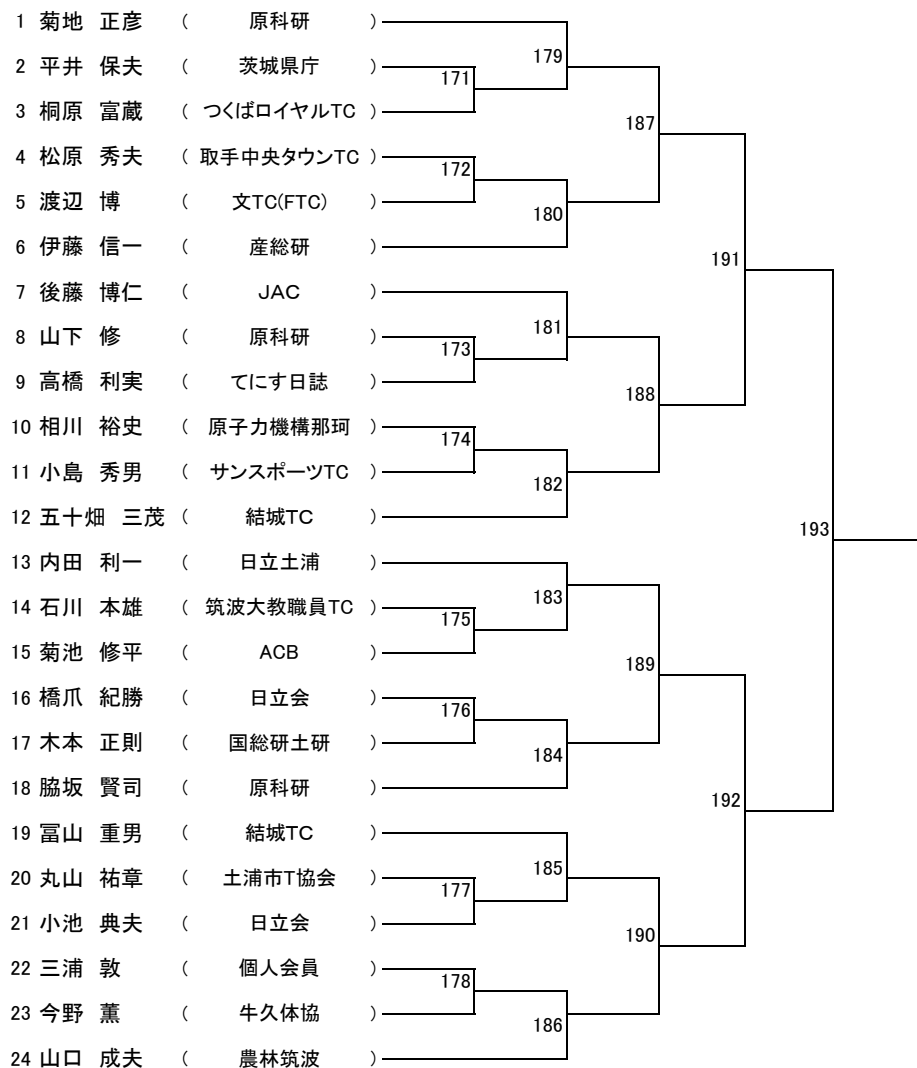 1 菊地 正彦 ( 原科研 )
179
2 平井 保夫 ( 茨城県庁 )
171
3 桐原 富蔵 ( つくばロイヤルTC )
187
4 松原 秀夫 ( 取手中央タウンTC )
172
5 渡辺 博 ( 文TC(FTC) )
180
6 伊藤 信一 ( 産総研 )
191
7 後藤 博仁 ( JAC )
181
8 山下 修 ( 原科研 )
173
9 高橋 利実 ( てにす日誌 )
188
10 相川 裕史 ( 原子力機構那珂 )
174
11 小島 秀男 ( サンスポーツTC )
182
12 五十畑 三茂 ( 結城TC )
193
13 内田 利一 ( 日立土浦 )
183
14 石川 本雄 ( 筑波大教職員TC )
175
15 菊池 修平 ( ACB )
189
16 橋爪 紀勝 ( 日立会 )
176
17 木本 正則 ( 国総研土研 )
184
18 脇坂 賢司 ( 原科研 )
192
19 冨山 重男 ( 結城TC )
185
20 丸山 祐章 ( 土浦市T協会 )
177
21 小池 典夫 ( 日立会 )
190
22 三浦 敦 ( 個人会員 )
178
23 今野 薫 ( 牛久体協 )
186
24 山口 成夫 ( 農林筑波 )